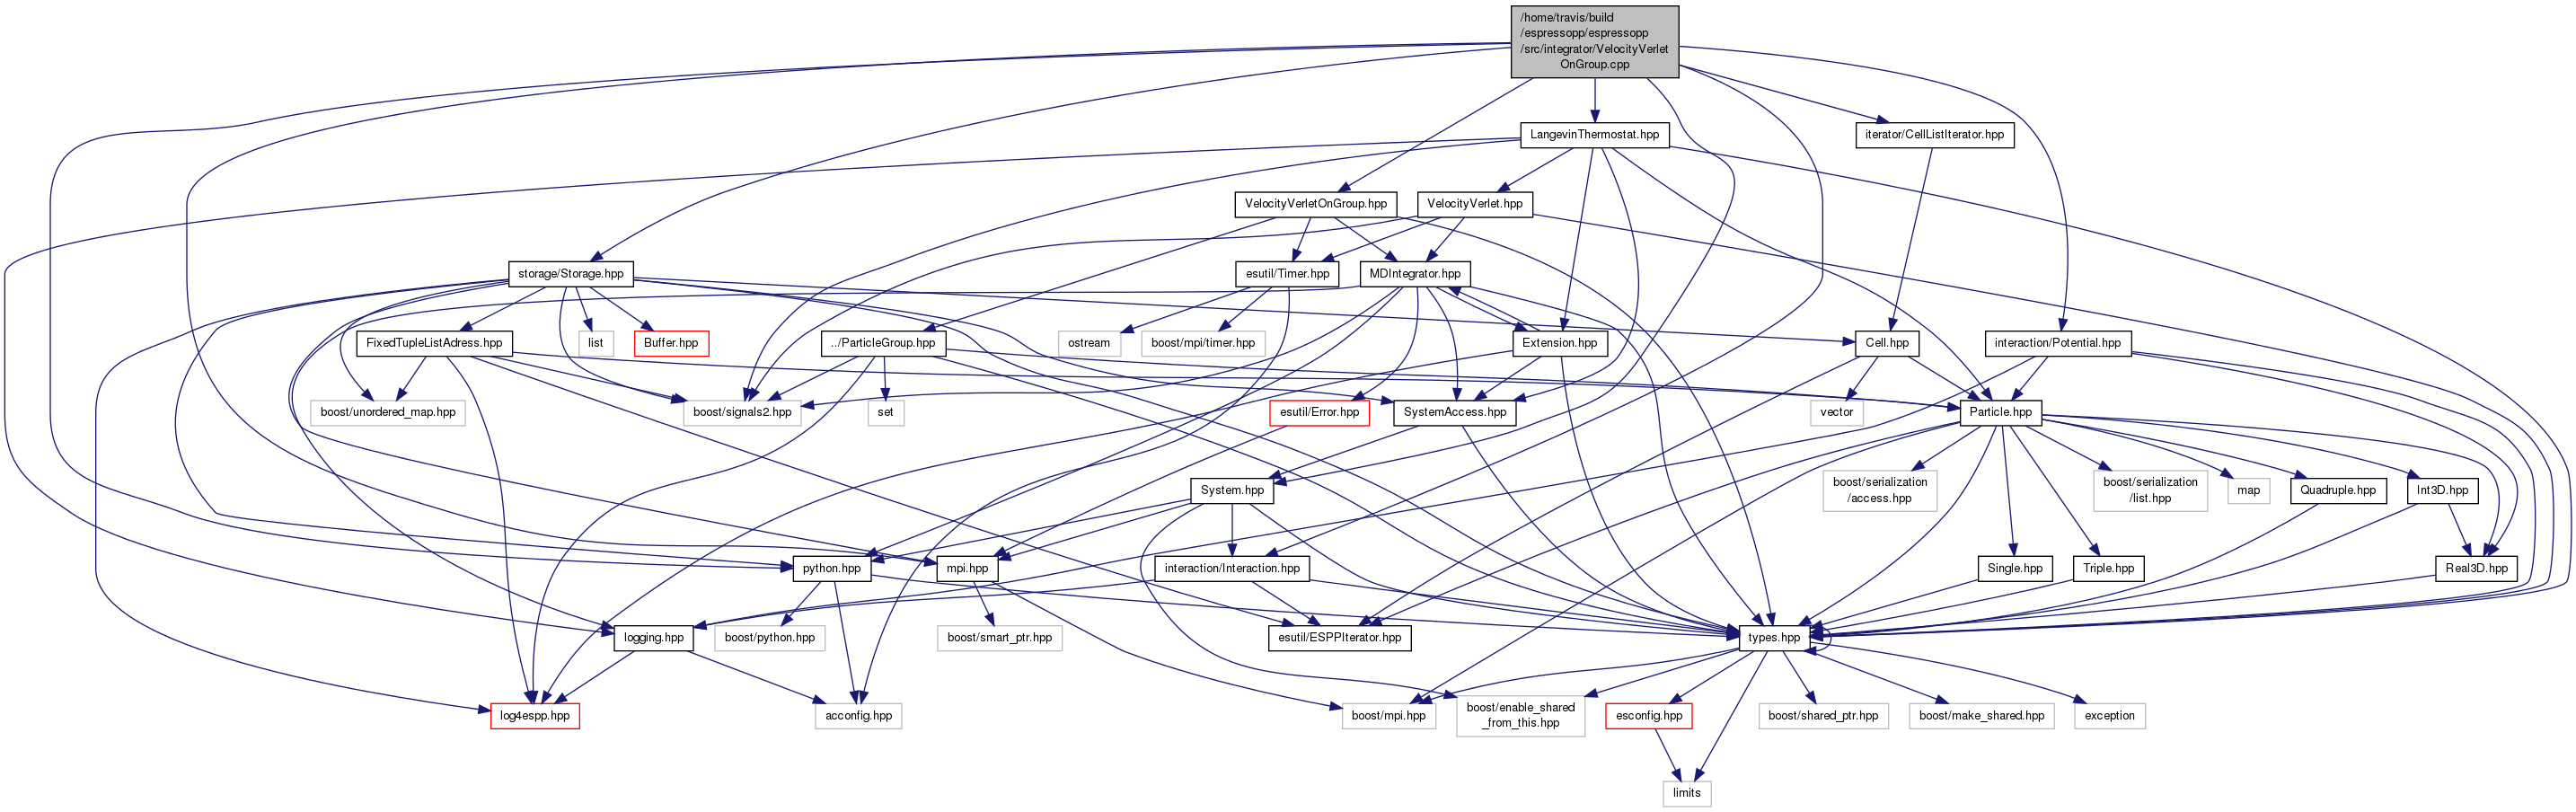 /home/travis/build
/espressopp/espressopp
/src/integrator/VelocityVerlet
OnGroup.cpp
LangevinThermostat.hpp
iterator/CellListIterator.hpp
VelocityVerletOnGroup.hpp
VelocityVerlet.hpp
storage/Storage.hpp
esutil/Timer.hpp
MDIntegrator.hpp
FixedTupleListAdress.hpp
list
Buffer.hpp
../ParticleGroup.hpp
ostream
boost/mpi/timer.hpp
Extension.hpp
Cell.hpp
interaction/Potential.hpp
boost/unordered_map.hpp
boost/signals2.hpp
set
esutil/Error.hpp
SystemAccess.hpp
vector
Particle.hpp
System.hpp
boost/serialization
/access.hpp
boost/serialization
/list.hpp
map
Quadruple.hpp
Int3D.hpp
python.hpp
mpi.hpp
interaction/Interaction.hpp
Single.hpp
Triple.hpp
Real3D.hpp
logging.hpp
boost/python.hpp
boost/smart_ptr.hpp
esutil/ESPPIterator.hpp
types.hpp
log4espp.hpp
acconfig.hpp
boost/mpi.hpp
boost/enable_shared
_from_this.hpp
esconfig.hpp
boost/shared_ptr.hpp
boost/make_shared.hpp
exception
limits